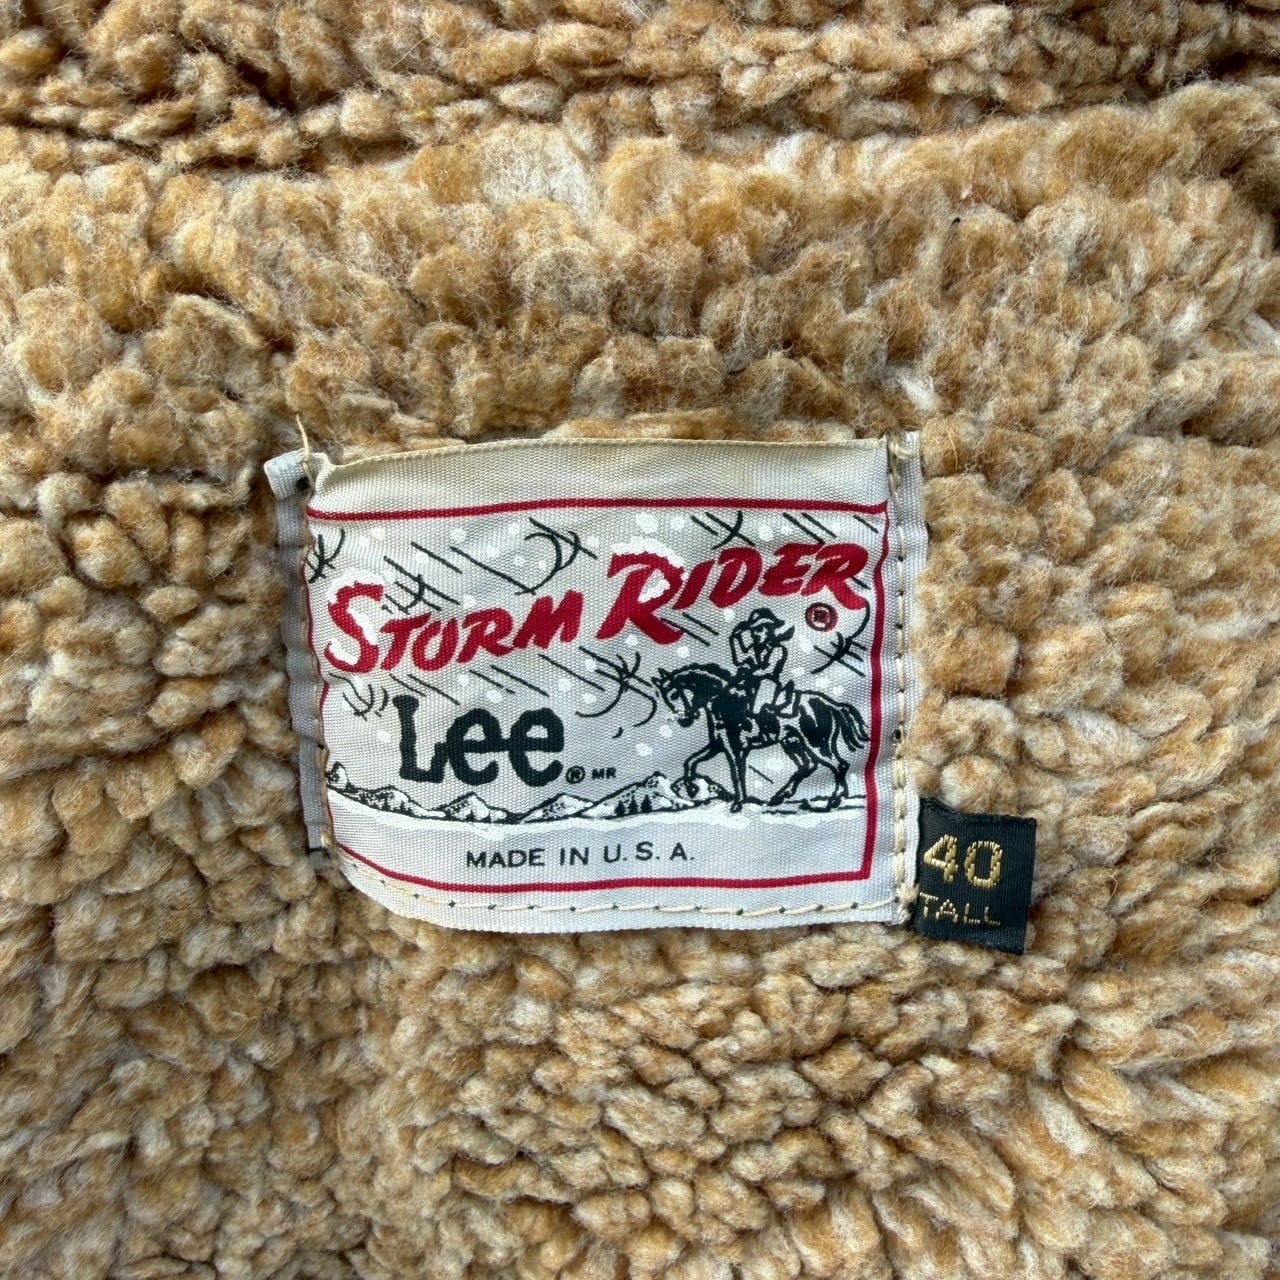 STORM RIDER ®
Lee ® MR
MADE IN U.S.A.
40
TALL